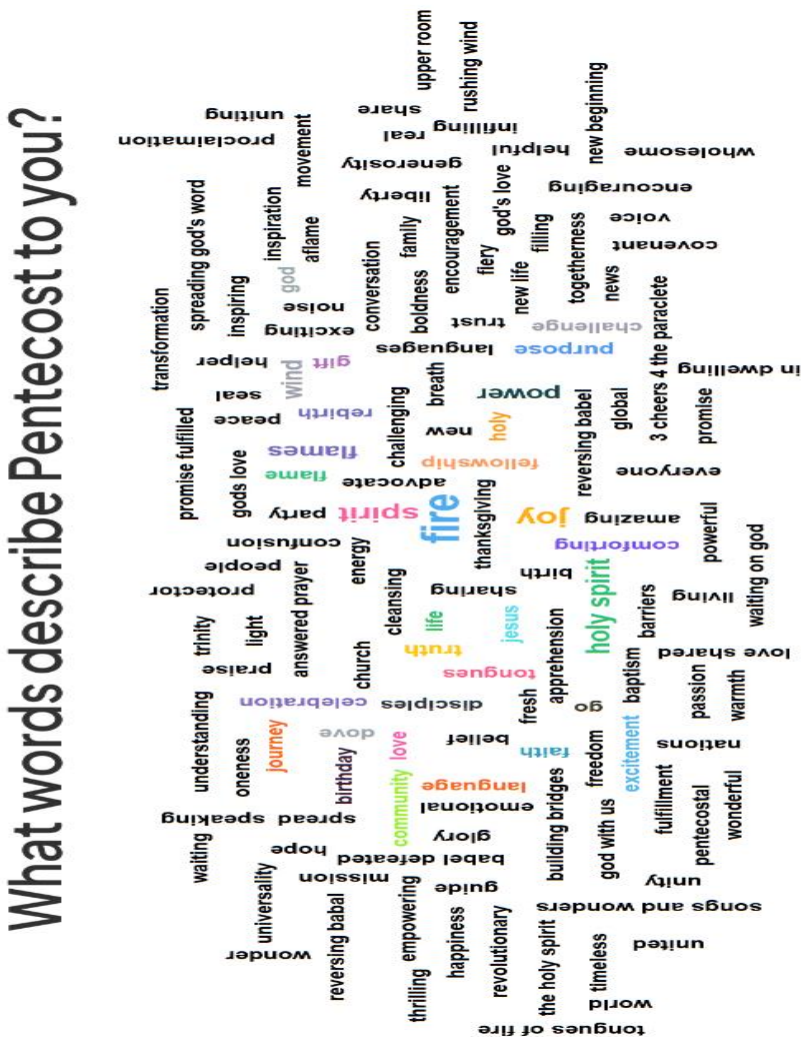 What words describe Pentecost to you?
proclamation
transformation
protector
spread speaking
promise fulfilled
spreading god's word
understanding
waiting
trinity
uniting
praise
people
peace
seal
helper
inspiring
gods love
light
oneness
universality
wonder
inspiration
journey
celebration
confusion
flame
flames
exciting
god
wind
noise
movement
aflame
answered prayer
party
rebirth
gift
hope
mission
reversing babal
birthday
dove
church
energy
spirit
advocate
conversation
share
real
generosity
liberty
languages
challenging
cleansing
disciples
love
community
babel defeated
empowering
thrilling
family
boldness
upper room
infilling
trust
breath
new
fellowship
fire
life
truth
sharing
tongues
belief
language
emotional
glory
guide
happiness
encouragement
rushing wind
fiery
power
holy
thanksgiving
jesus
revolutionary
god's love
helpful
new life
joy
fresh
faith
filling
purpose
challenge
comforting
birth
apprehension
building bridges
the holy spirit
tongues of fire
encouraging
togetherness
reversing babel
amazing
holy spirit
go
freedom
god with us
timeless
world
new beginning
voice
news
global
everyone
baptism
excitement
wholesome
covenant
3 cheers 4 the paraclete
barriers
unity
united
songs and wonders
fulfillment
nations
love shared
living
in dwelling
promise
powerful
passion
pentecostal
warmth
wonderful
waiting on god